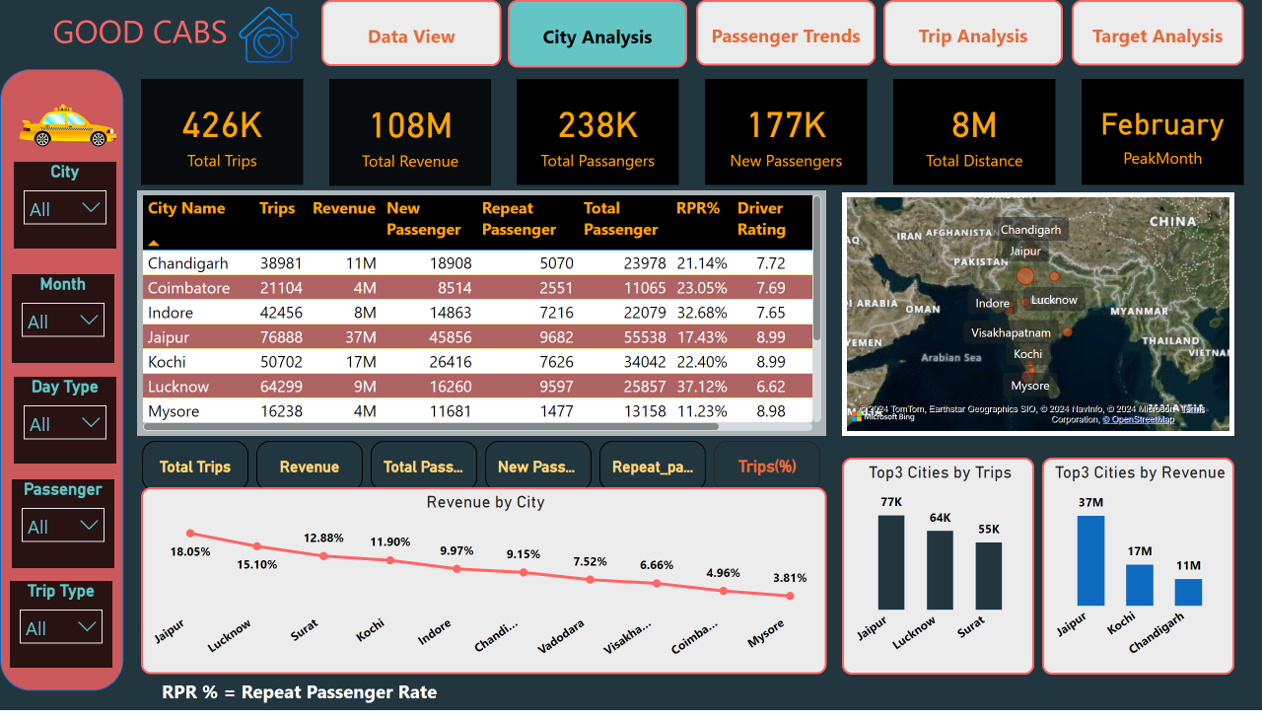 GOOD CABS
Data View
City Analysis
Passenger Trends
Trip Analysis
Target Analysis
TAXI
City
All
Month
All
Day Type
All
Passenger
All
Trip Type
All
426K
Total Trips
108M
Total Revenue
238K
Total Passangers
177K
New Passengers
8M
Total Distance
February
PeakMonth
City Name Trips Revenue New Passenger Repeat Passenger Total Passenger RPR% Driver Rating
Chandigarh 38981 11M 18908 5070 23978 21.14% 7.72
Coimbatore 21104 4M 8514 2551 11065 23.05% 7.69
Indore 42456 8M 14863 7216 22079 32.68% 7.65
Jaipur 76888 37M 45856 9682 55538 17.43% 8.99
Kochi 50702 17M 26416 7626 34042 22.40% 8.99
Lucknow 64299 9M 16260 9597 25857 37.12% 6.62
Mysore 16238 4M 11681 1477 13158 11.23% 8.98
CHINA
IRAN AFGHANISTA
Chandigarh
Jaipur
PAKISTAN
Indore
Lucknow
OMAN
MYANMAR
Visakhapatnam
YEMEN
THAILAND
Arabian Sea
Kochi
VIETNA
Mysore
© 2024 TomTom, Earthstar Geographics SIO, © 2024 NavInfo, © 2024 Microsoft Terms
Microsoft Bing
Corporation, © OpenStreetMap
Total Trips
Revenue
Total Pass...
New Pass...
Repeat_pa...
Trips(%)
Revenue by City
18.05%
15.10%
12.88%
11.90%
9.97%
9.15%
7.52%
6.66%
4.96%
3.81%
Jaipur
Lucknow
Surat
Kochi
Indore
Chandi...
Vadodara
Visakha...
Coimba...
Mysore
Top3 Cities by Trips
77K
64K
55K
Jaipur
Lucknow
Surat
Top3 Cities by Revenue
37M
17M
11M
Jaipur
Kochi
Chandigarh
RPR % = Repeat Passenger Rate